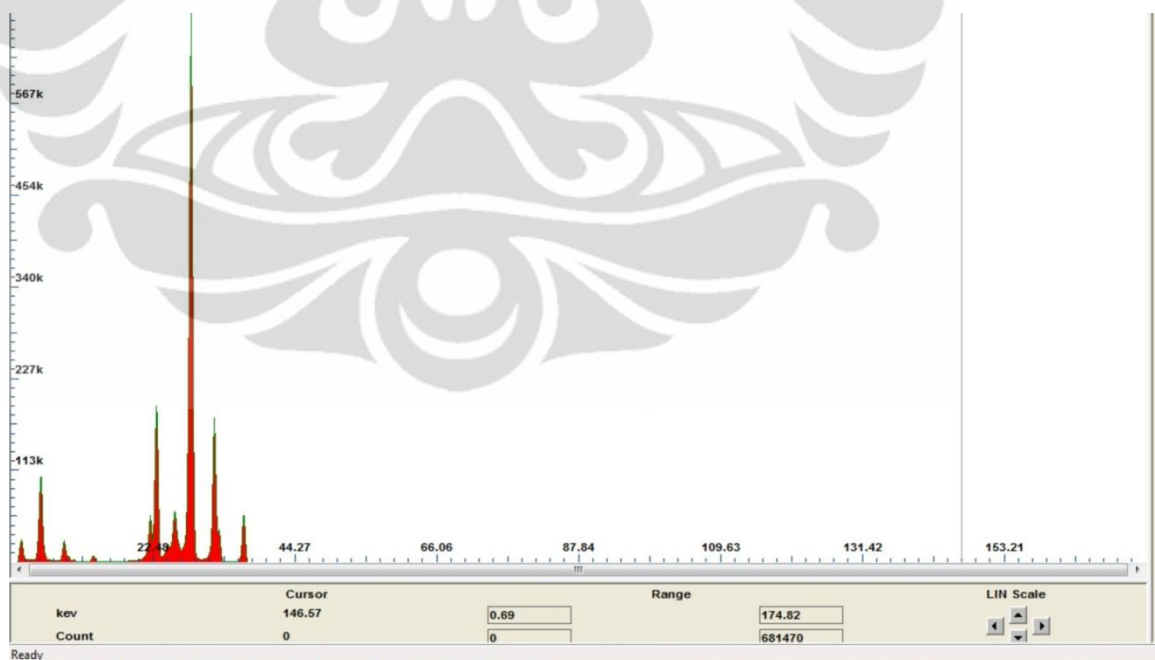 567k
454k
340k
227k
113k
22.48 44.27 66.06 87.84 109.63 131.42 153.21
Cursor Range LIN Scale
kev 146.57 0.69 174.82
Count 0 0 681470
Ready